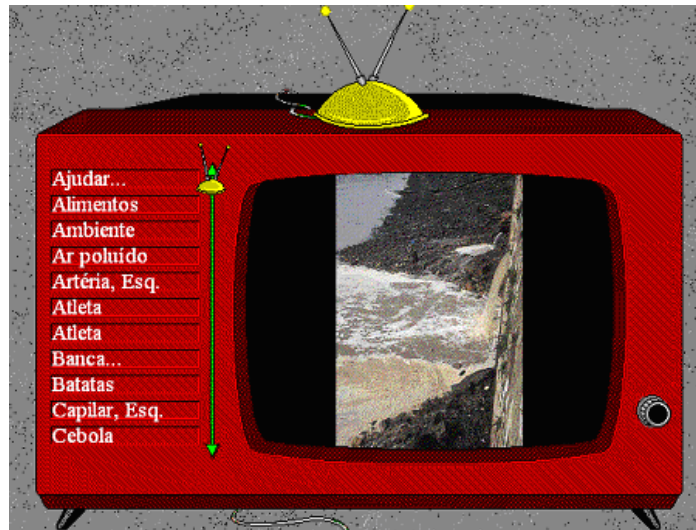 Ajudar...
Alimentos
Ambiente
Ar poluído
Artéria, Esq.
Atleta
Atleta
Banca...
Batatas
Capilar, Esq.
Cebola